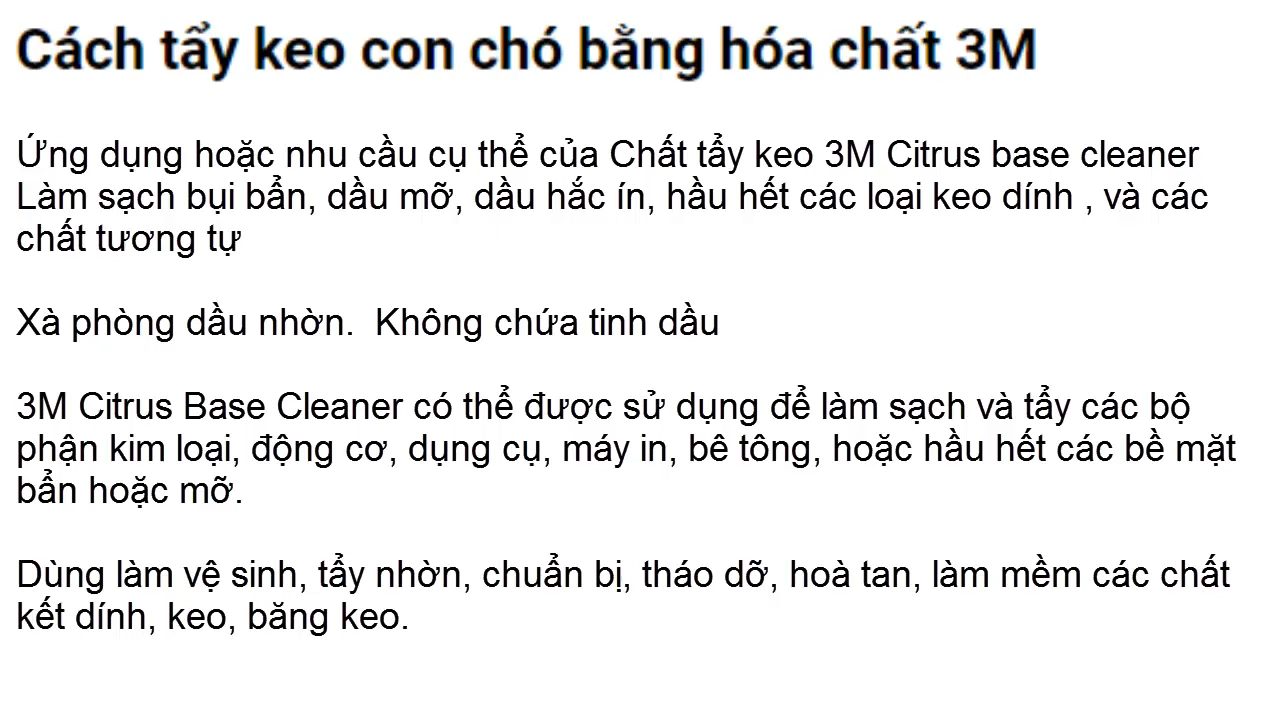 Cách tẩy keo con chó bằng hóa chất 3M
Ứng dụng hoặc nhu cầu cụ thể của Chất tẩy keo 3M Citrus base cleaner
Làm sạch bụi bẩn, dầu mỡ, dầu hắc ín, hầu hết các loại keo dính , và các
chất tương tự
Xà phòng dầu nhờn.  Không chứa tinh dầu
3M Citrus Base Cleaner có thể được sử dụng để làm sạch và tẩy các bộ
phận kim loại, động cơ, dụng cụ, máy in, bê tông, hoặc hầu hết các bề mặt
bẩn hoặc mỡ.
Dùng làm vệ sinh, tẩy nhờn, chuẩn bị, tháo dỡ, hoà tan, làm mềm các chất
kết dính, keo, băng keo.